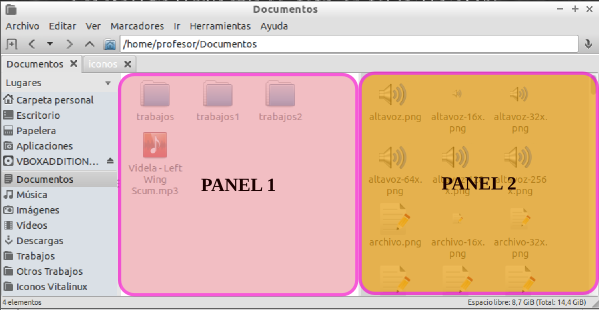 Documentos
Archivo Editar Ver Marcadores Ir Herramientas Ayuda
/home/profesor/Documentos
Documentos
iconos
Lugares
Carpeta personal
Escritorio
Papelera
Aplicaciones
VBOXADDITION...
Documentos
Música
Imágenes
Videos
Descargas
Trabajos
Otros Trabajos
Iconos Vitalinux
trabajos trabajos1 trabajos2
Videla - Left
Wing
Scum.mp3
PANEL 1
altavoz.png altavoz-16x. altavoz-32x.
png png
altavoz-64x. altavoz-256
png x.png
PANEL 2
archivo.png archivo-16x. archivo-32x.
png png
4 elementos
Espacio libre: 8,7 GiB (Total: 14,4 GiB)